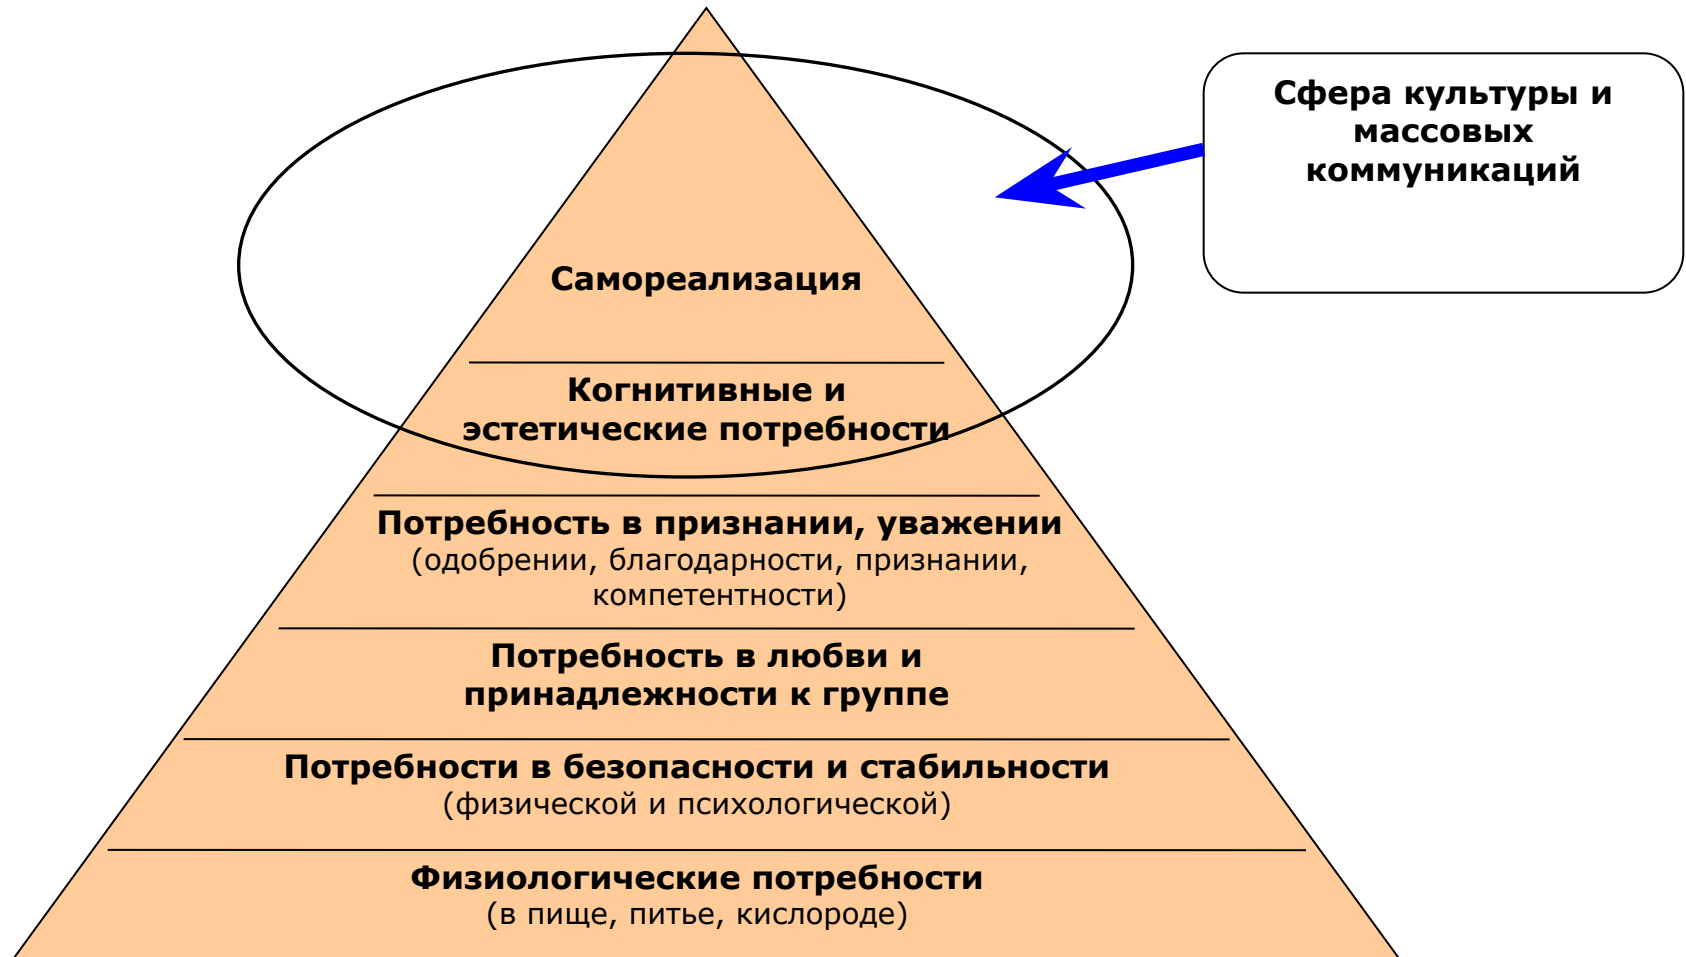 Сфера культуры и
массовых
коммуникаций
Самореализация
Когнитивные и
эстетические потребности
Потребность в признании, уважении
(одобрении, благодарности, признании,
компетентности)
Потребность в любви и
принадлежности к группе
Потребности в безопасности и стабильности
(физической и психологической)
Физиологические потребности
(в пище, питье, кислороде)